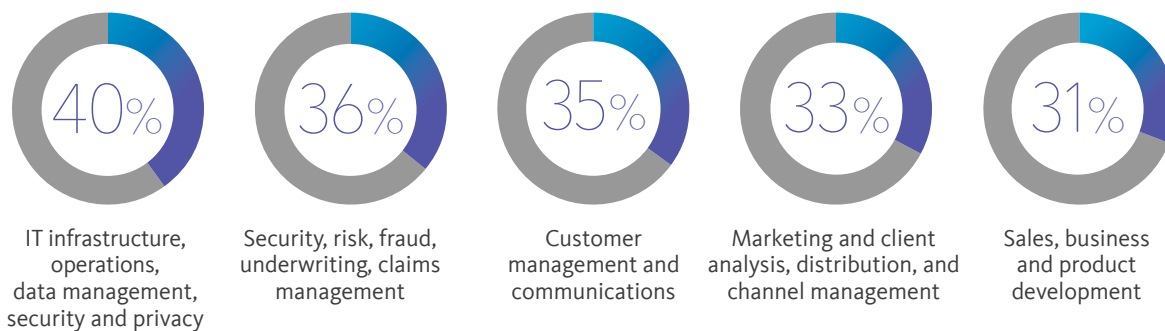 40%
36%
35%
33%
31%
IT infrastructure,
operations,
data management,
security and privacy
Security, risk, fraud,
underwriting, claims
management
Customer
management and
communications
Marketing and client
analysis, distribution, and
channel management
Sales, business
and product
development